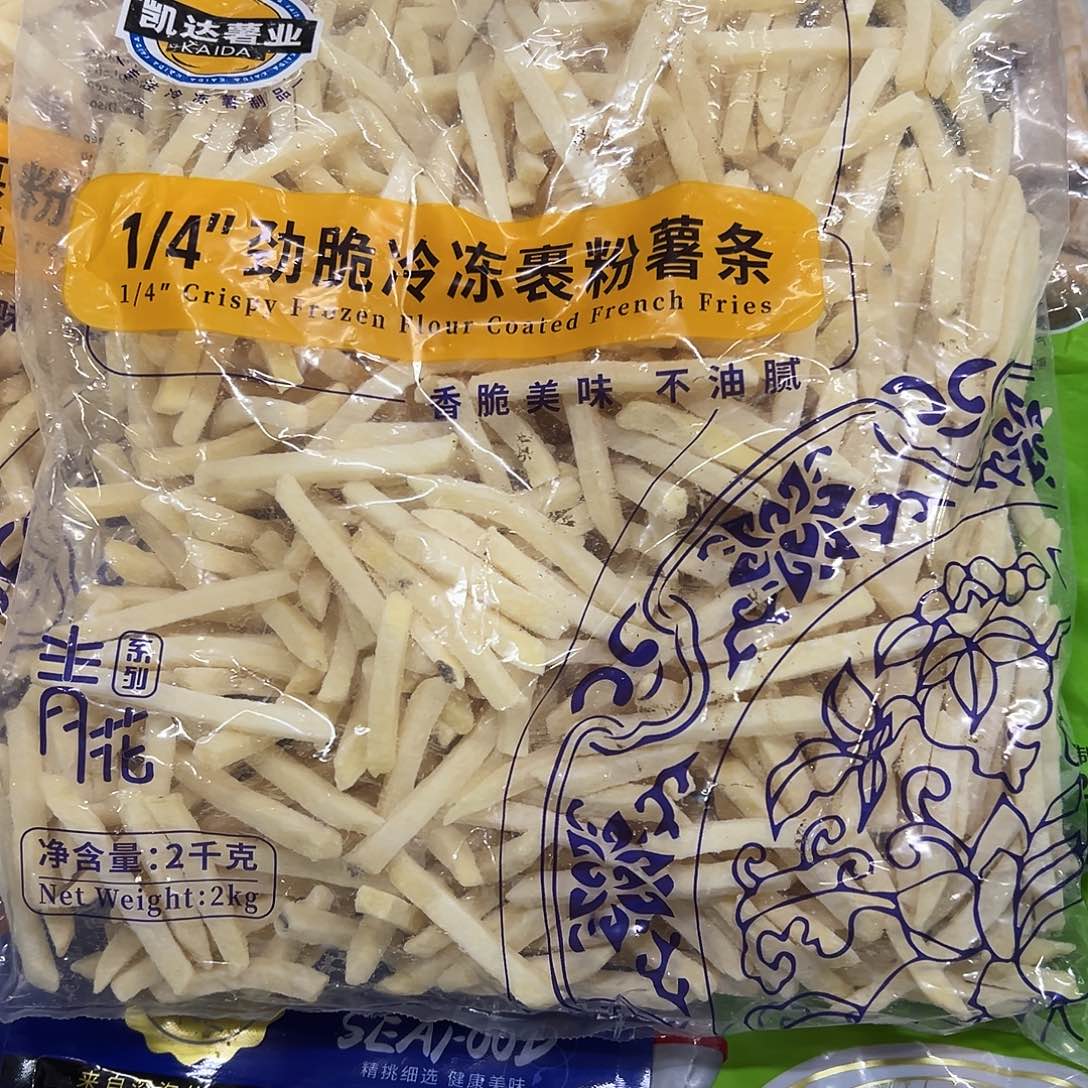 凯达薯业
KAIDA
1/4"劲脆冷冻裹粉薯条
1/4" Crispy Frozen Flour Coated French Fries
香脆美味 不油腻
青花
系列
净含量:2千克
Net Weight:2kg
SEAFOOD
精挑细选 健康美味